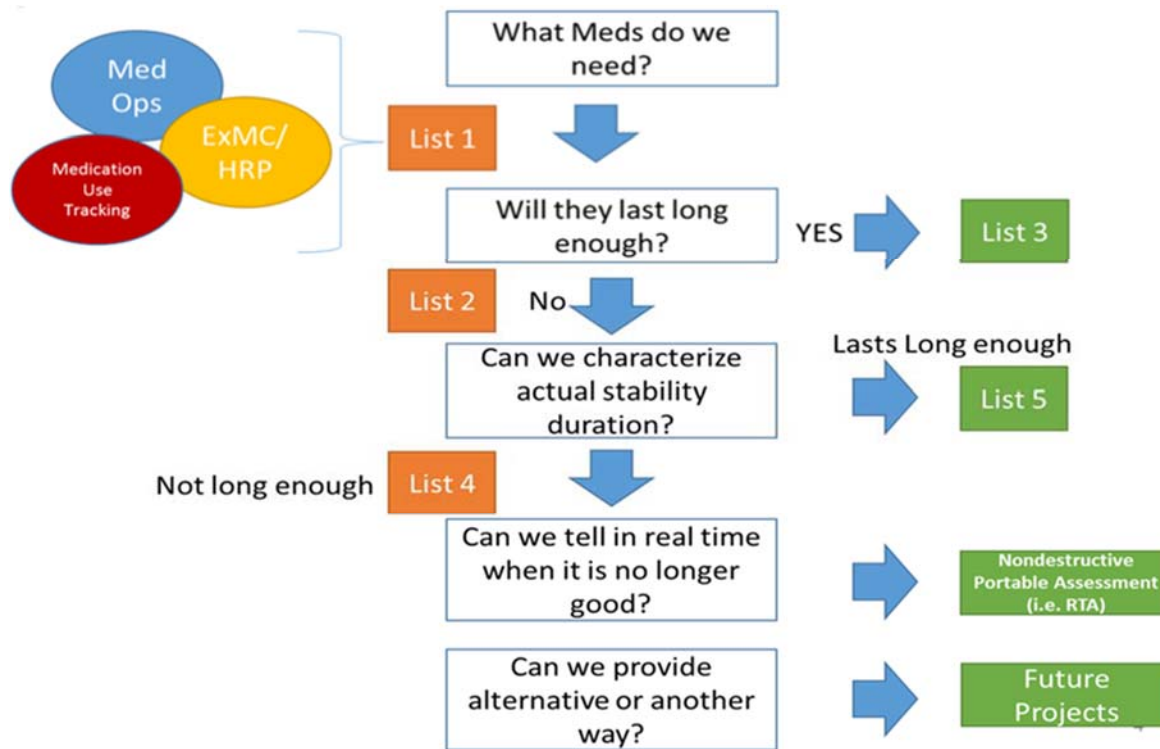 What Meds do we
need?
Med
Ops
ExMC/
HRP
Medication
Use
Tracking
List 1
Will they last long
enough?
YES
List 3
List 2
No
Can we characterize
actual stability
duration?
Lasts Long enough
List 5
Not long enough
List 4
Can we tell in real time
when it is no longer
good?
Nondestructive
Portable Assessment
(i.e. RTA)
Can we provide
alternative or another
way?
Future
Projects